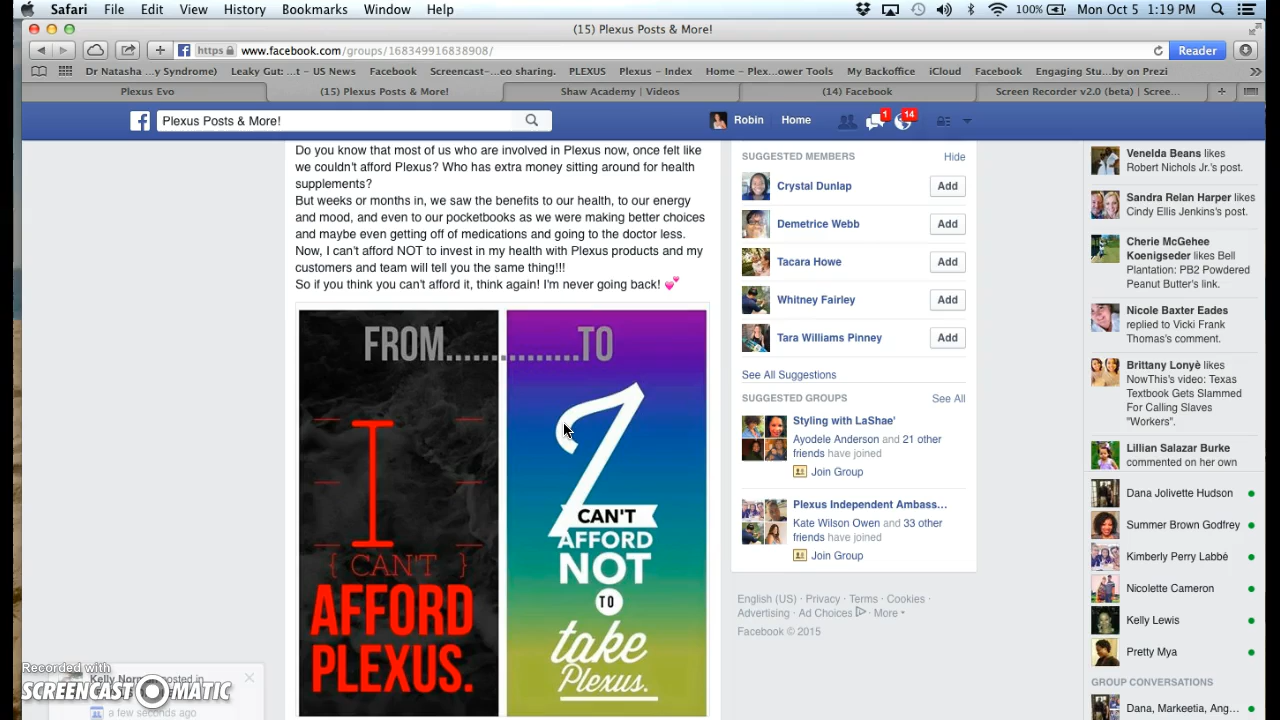 Safari File Edit View History Bookmarks Window Help
100% Mon Oct 5 1:19 PM
(15) Plexus Posts & More!
https www.facebook.com/groups/168349916838908/
Reader
Dr Natasha ...y Syndrome) Leaky Gut: ...t - US News Facebook Screencast-...eo sharing. PLEXUS Plexus - Index Home - Plex...ower Tools My Backoffice iCloud Facebook Engaging Stu...by on Prezi
Plexus Evo (15) Plexus Posts & More! Shaw Academy | Videos (14) Facebook Screen Recorder v2.0 (beta) | Scree...
Plexus Posts & More!
Robin Home 1 14
Do you know that most of us who are involved in Plexus now, once felt like
we couldn't afford Plexus? Who has extra money sitting around for health
supplements?
But weeks or months in, we saw the benefits to our health, to our energy
and mood, and even to our pocketbooks as we were making better choices
and maybe even getting off of medications and going to the doctor less.
Now, I can't afford NOT to invest in my health with Plexus products and my
customers and team will tell you the same thing!!!
So if you think you can't afford it, think again! I'm never going back! 💕
FROM...............TO
I
{ CAN'T }
AFFORD
PLEXUS.
I
CAN'T
AFFORD
NOT
TO
take
Plexus.
SUGGESTED MEMBERS Hide
Crystal Dunlap Add
Demetrice Webb Add
Tacara Howe Add
Whitney Fairley Add
Tara Williams Pinney Add
See All Suggestions
SUGGESTED GROUPS See All
Styling with LaShae'
Ayodele Anderson and 21 other
friends have joined
Join Group
Plexus Independent Ambass...
Kate Wilson Owen and 33 other
friends have joined
Join Group
English (US) · Privacy · Terms · Cookies ·
Advertising · Ad Choices · More
Facebook © 2015
Venelda Beans likes
Robert Nichols Jr.'s post.
Sandra Relan Harper likes
Cindy Ellis Jenkins's post.
Cherie McGehee
Koenigseder likes Bell
Plantation: PB2 Powdered
Peanut Butter's link.
Nicole Baxter Eades
replied to Vicki Frank
Thomas's comment.
Brittany Lonyè likes
NowThis's video: Texas
Textbook Gets Slammed
For Calling Slaves
"Workers".
Lillian Salazar Burke
commented on her own
Dana Jolivette Hudson
Summer Brown Godfrey
Kimberly Perry Labbè
Nicolette Cameron
Kelly Lewis
Pretty Mya
GROUP CONVERSATIONS
Dana, Marketess, Ang...
Recorded with
SCREENCAST-O-MATIC
Kelly posted in
a few seconds ago